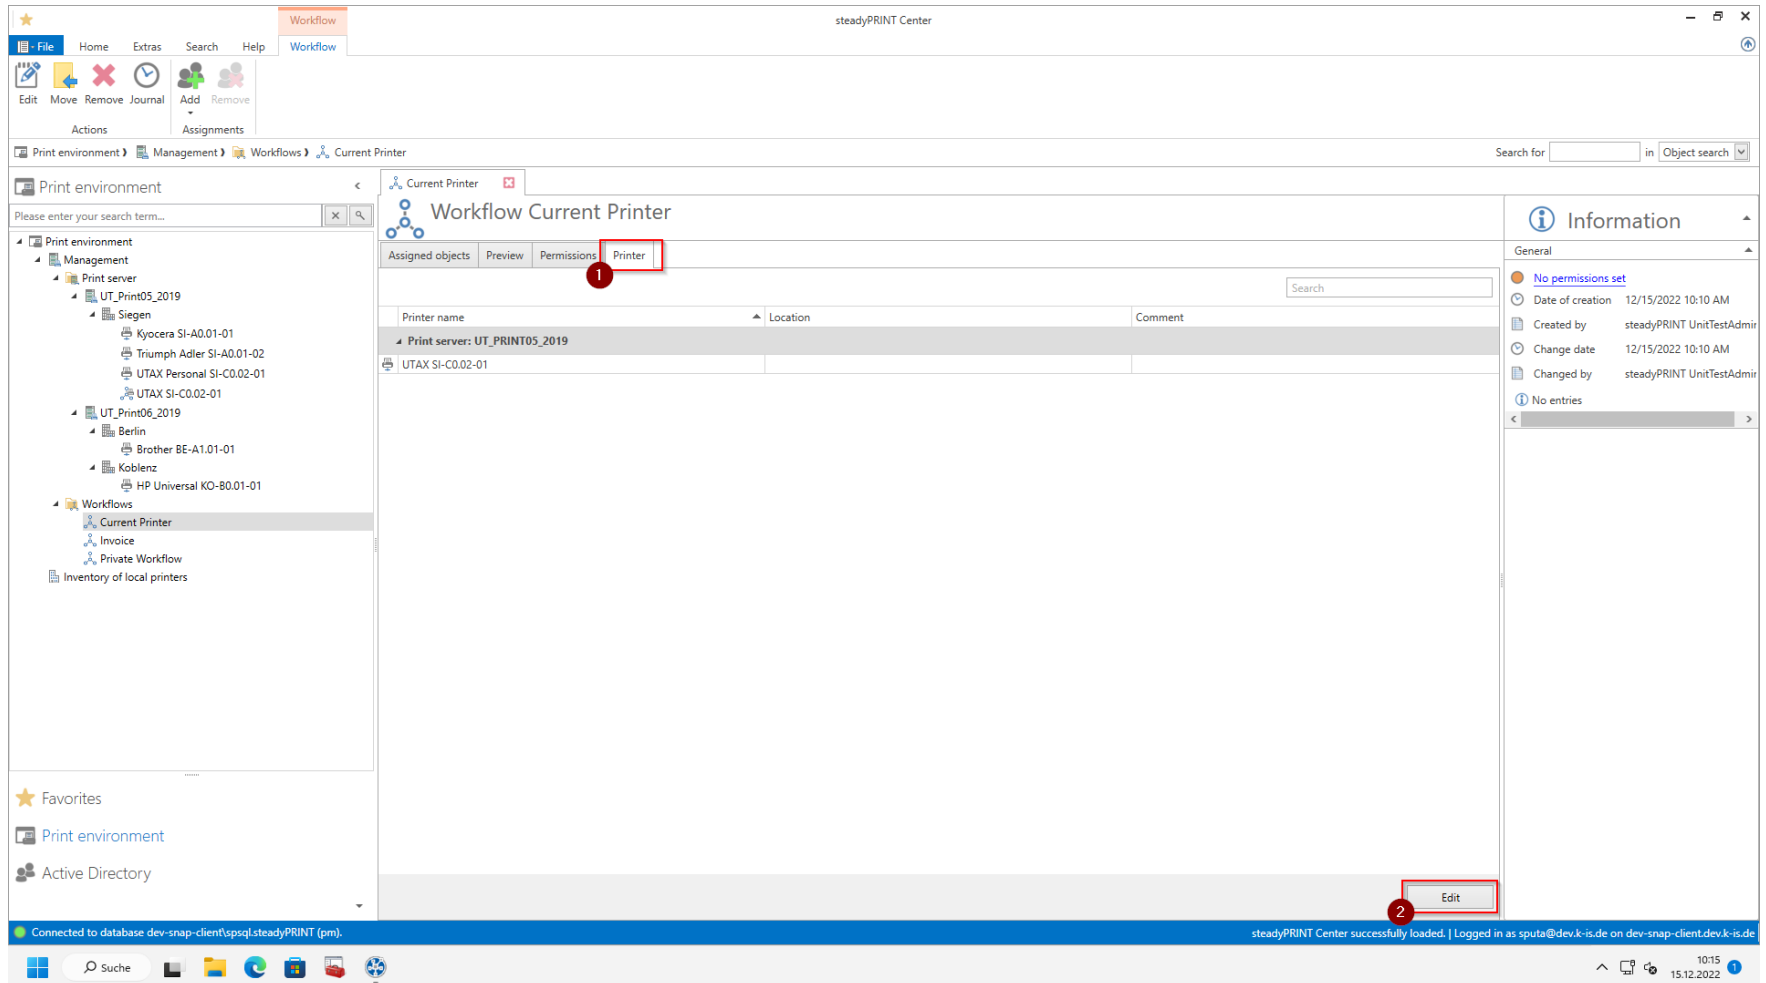 Workflow
steadyPRINT Center
File Home Extras Search Help Workflow
Edit Move Remove Journal Add Remove
Actions Assignments
Print environment Management Workflows Current Printer
Search for in Object search
Print environment
Please enter your search term...
Print environment
Management
Print server
UT_Print05_2019
Siegen
Kyocera SI-A0.01-01
Triumph Adler SI-A0.01-02
UTAX Personal SI-C0.02-01
UTAX SI-C0.02-01
UT_Print06_2019
Berlin
Brother BE-A1.01-01
Koblenz
HP Universal KO-B0.01-01
Workflows
Current Printer
Invoice
Private Workflow
Inventory of local printers
Favorites
Print environment
Active Directory
Current Printer
Workflow Current Printer
Assigned objects Preview Permissions Printer
1
Search
Printer name Location Comment
Print server: UT_PRINT05_2019
UTAX SI-C0.02-01
Edit
2
Information
General
No permissions set
Date of creation 12/15/2022 10:10 AM
Created by steadyPRINT UnitTestAdmir
Change date 12/15/2022 10:10 AM
Changed by steadyPRINT UnitTestAdmir
No entries
Connected to database dev-snap-client\spsql.steadyPRINT (pm).
steadyPRINT Center successfully loaded. | Logged in as sputa@dev.k-is.de on dev-snap-client.dev.k-is.de
Suche
10:15
15.12.2022
1